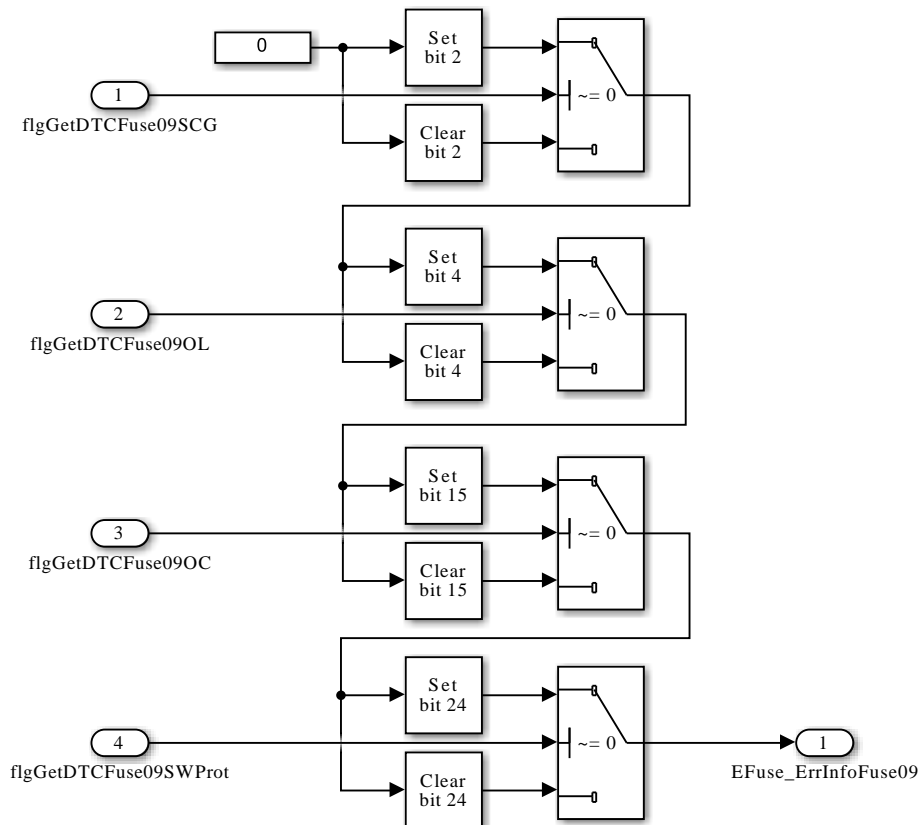 0
Set
bit 2
1
~= 0
flgGetDTCFuse09SCG
Clear
bit 2
Set
bit 4
2
~= 0
flgGetDTCFuse09OL
Clear
bit 4
Set
bit 15
3
~= 0
flgGetDTCFuse09OC
Clear
bit 15
Set
bit 24
4
~= 0
1
flgGetDTCFuse09SWProt
EFuse_ErrInfoFuse09
Clear
bit 24